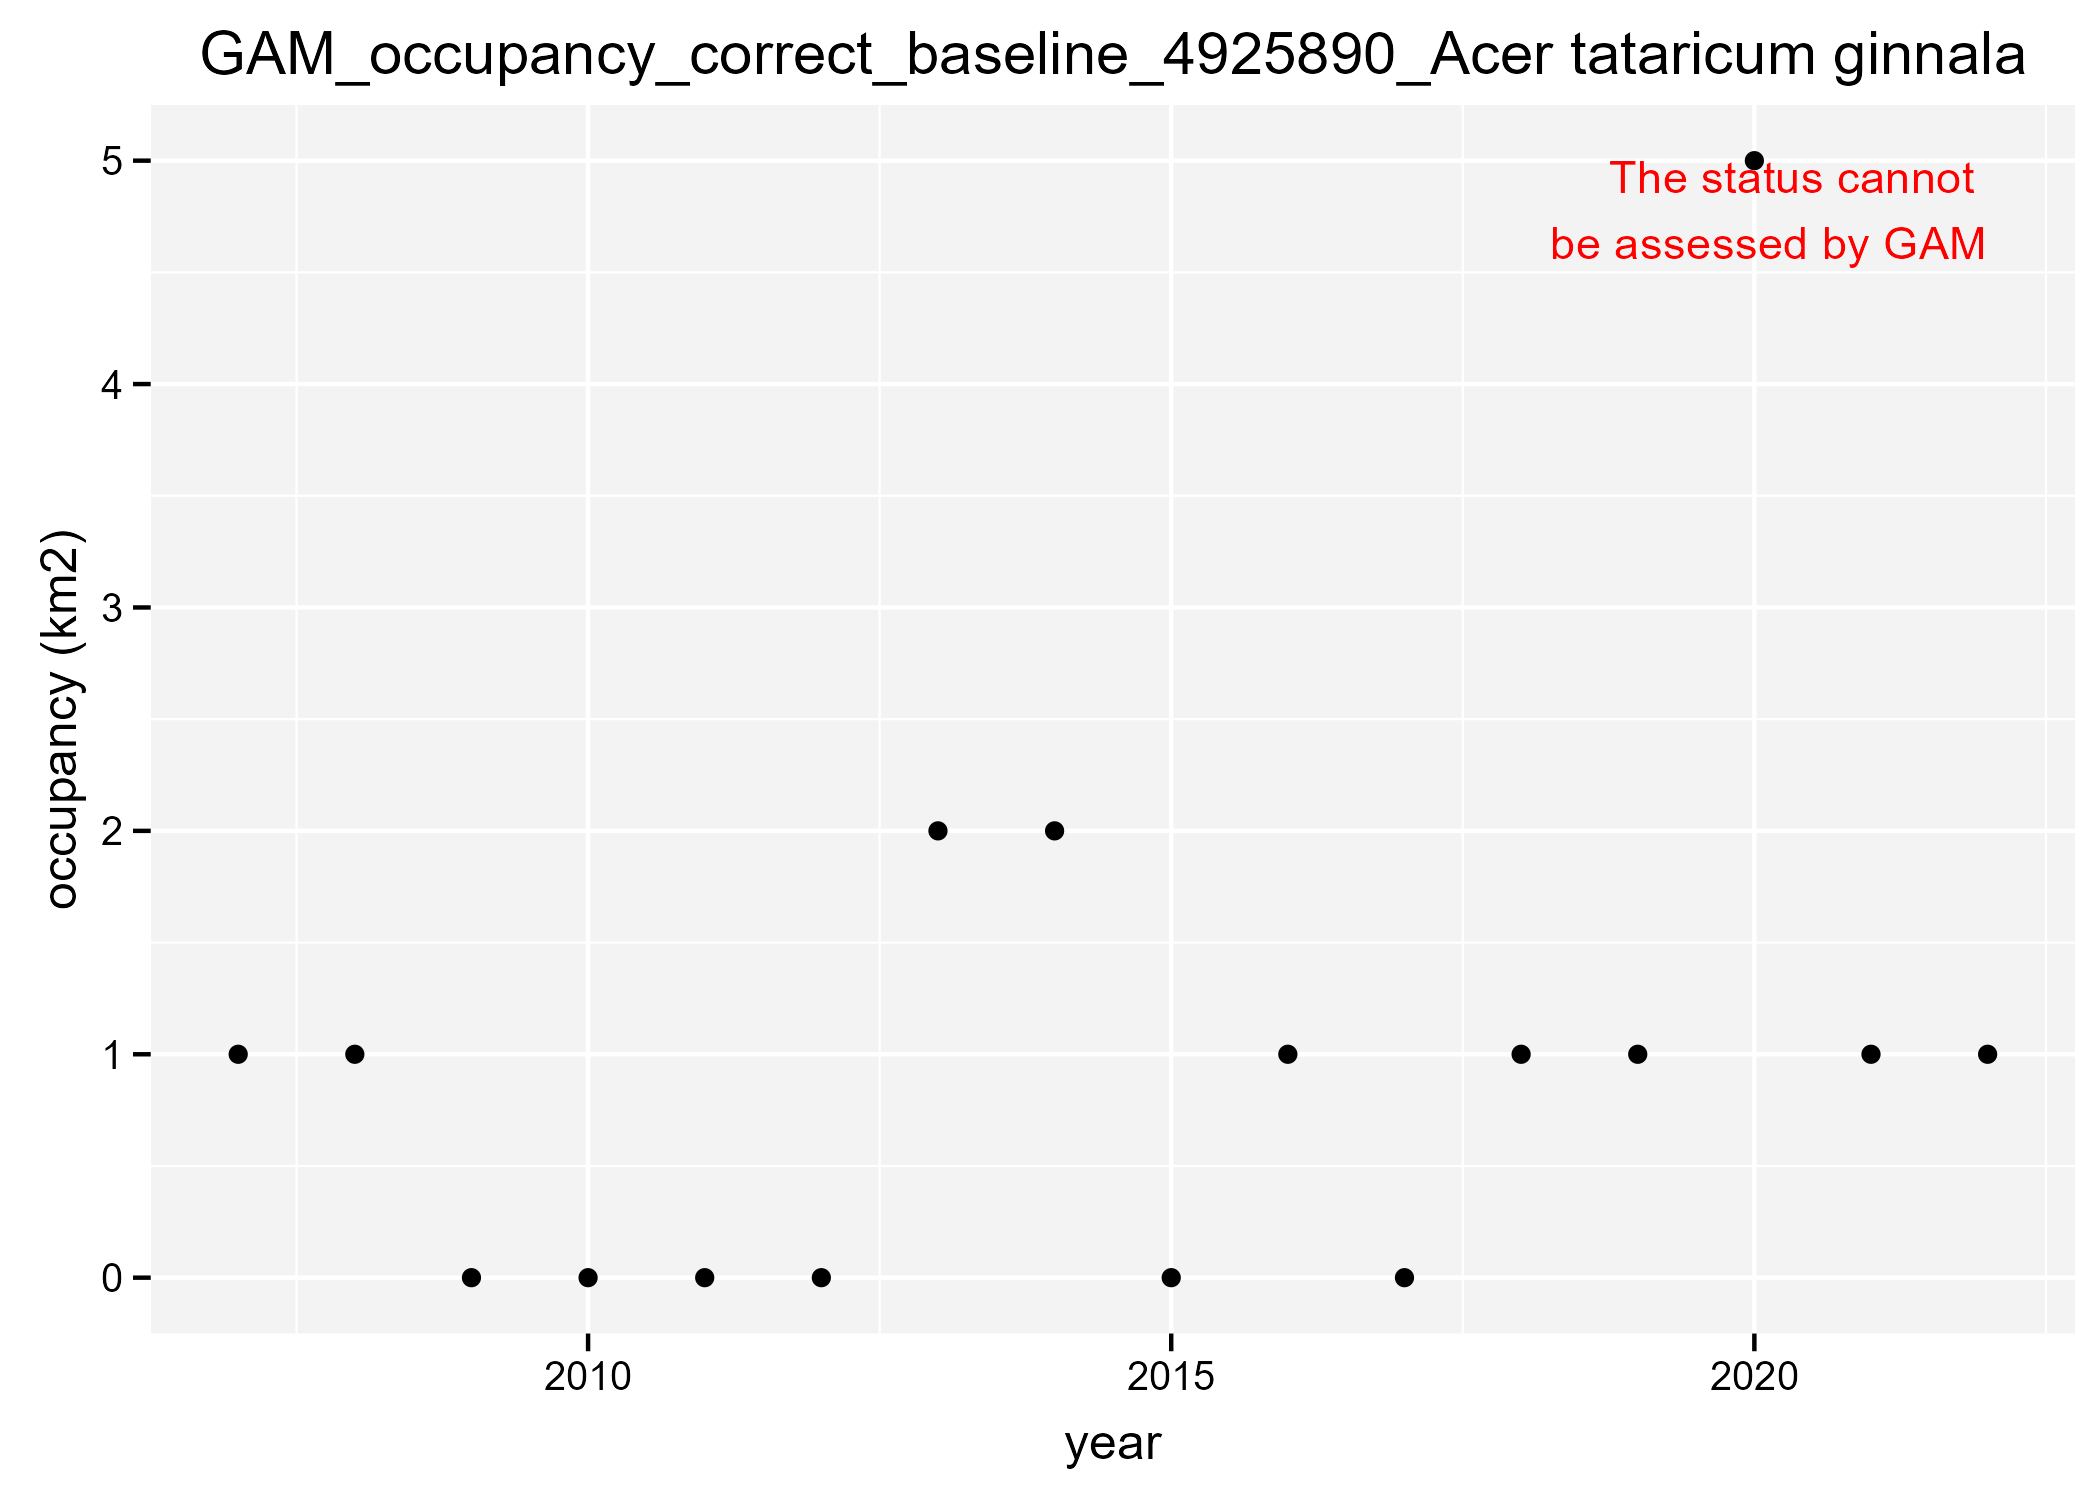 GAM_occupancy_correct_baseline_4925890_Acer tataricum ginnala
5
The status cannot
be assessed by GAM
4
3
occupancy (km2)
2
1
0
2010 2015 2020
year